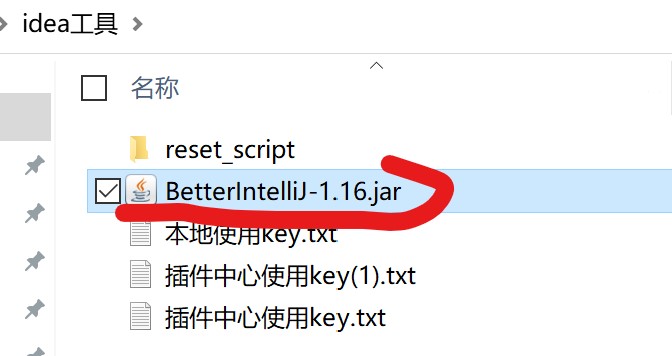 idea工具
名称
reset_script
BetterIntelliJ-1.16.jar
本地使用key.txt
插件中心使用key(1).txt
插件中心使用key.txt